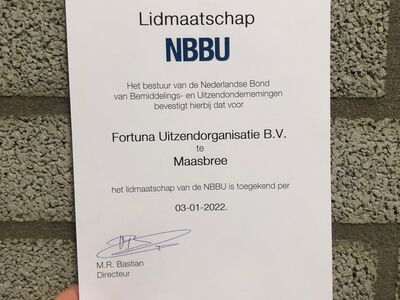 Lidmaatschap
NBBU
Het bestuur van de Nederlandse Bond
van Bemiddelings- en Uitzendondernemingen
bevestigt hierbij dat voor
Fortuna Uitzendorganisatie B.V.
te
Maasbree
het lidmaatschap van de NBBU is toegekend per
03-01-2022.
M.R. Bastian
Directeur